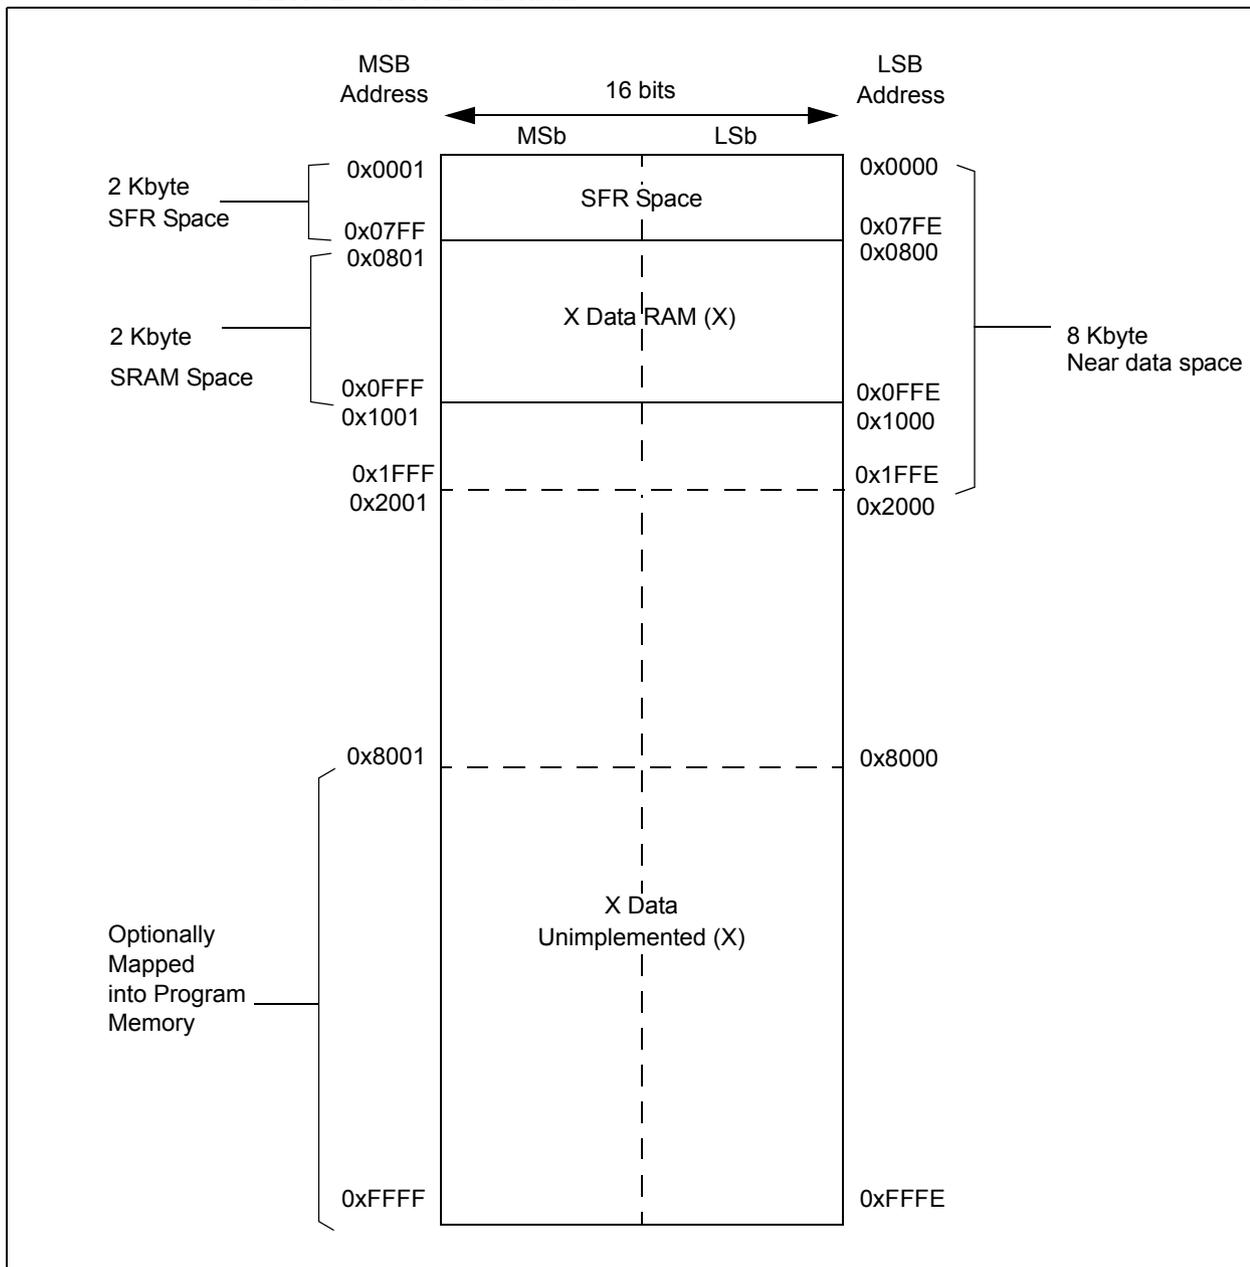 MSB
Address
16 bits
LSB
Address
MSb
LSb
0x0001
0x0000
2 Kbyte
SFR Space
SFR Space
0x07FF
0x07FE
0x0801
0x0800
2 Kbyte
SRAM Space
X Data RAM (X)
8 Kbyte
Near data space
0x0FFF
0x0FFE
0x1001
0x1000
0x1FFF
0x1FFE
0x2001
0x2000
0x8001
0x8000
X Data
Unimplemented (X)
Optionally
Mapped
into Program
Memory
0xFFFF
0xFFFE